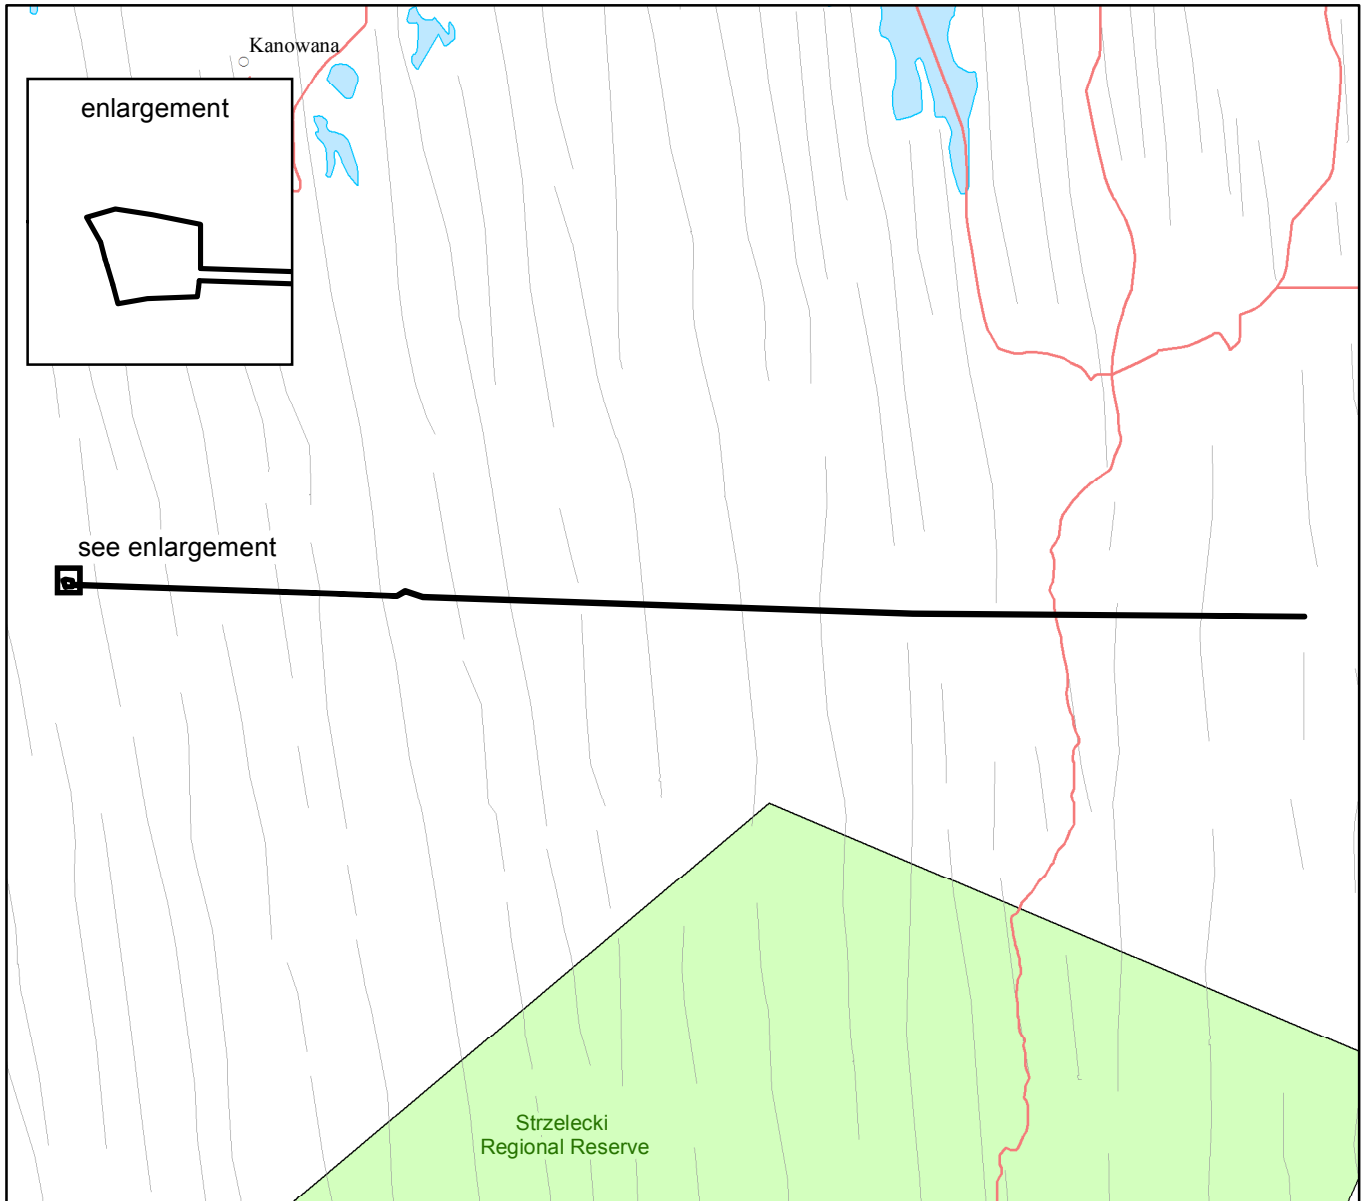 Kanowana
enlargement
see enlargement
Strzelecki
Regional Reserve